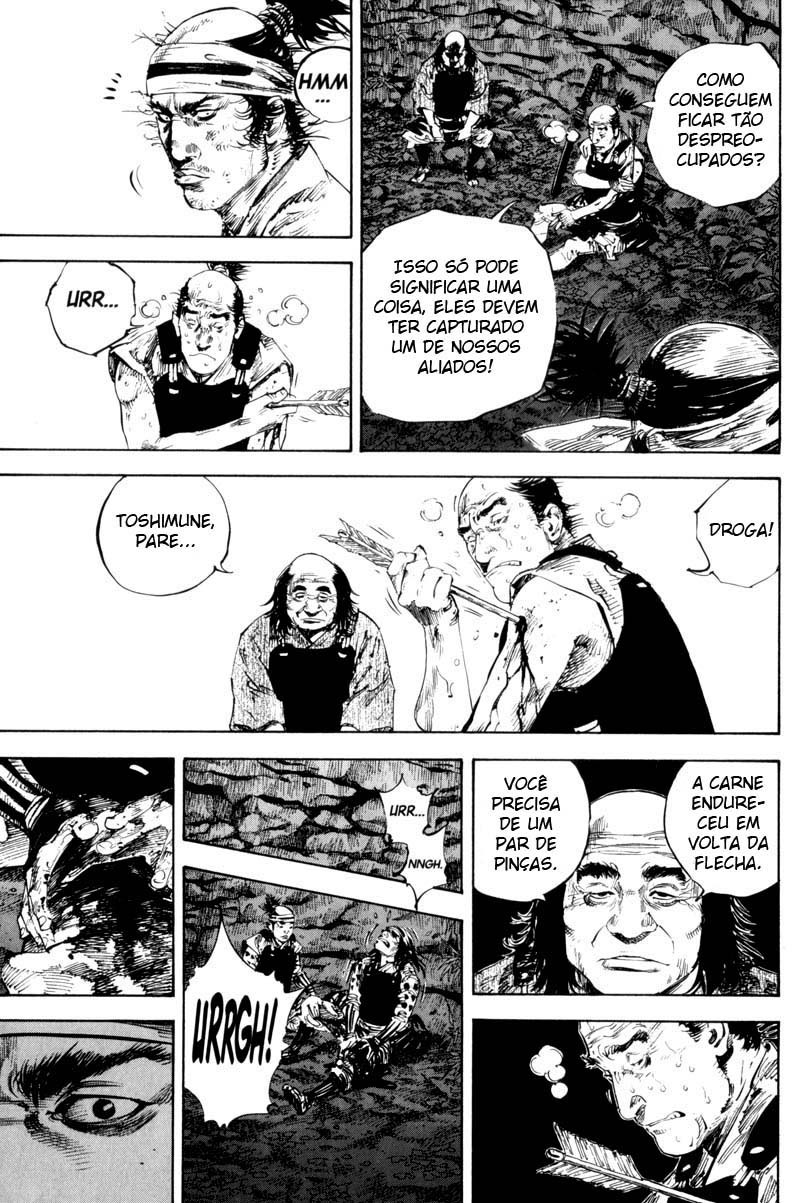 COMO
CONSEGUEM
FICAR TÃO
DESPREO-
CUPADOS?
ISSO SÓ PODE
SIGNIFICAR UMA
COISA, ELES DEVEM
TER CAPTURADO
UM DE NOSSOS
ALIADOS!
HMM
...
URR...
DROGA!
TOSHIMUNE,
PARE...
A CARNE
ENDURE-
CEU EM
VOLTA DA
FLECHA.
VOCÊ
PRECISA
DE UM
PAR DE
PINÇAS.
URR...
NNGH.
URRGH!